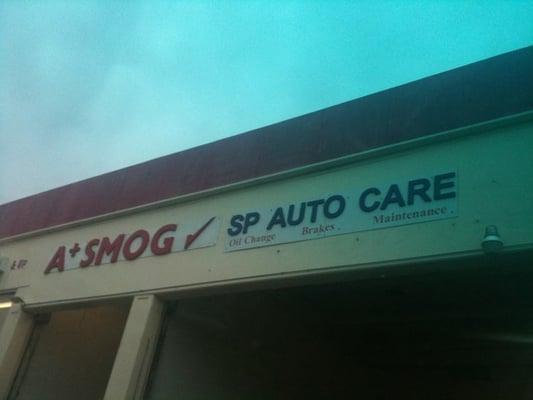 A+ SMOG ✓
SP AUTO CARE
Oil Change Brakes Maintenance